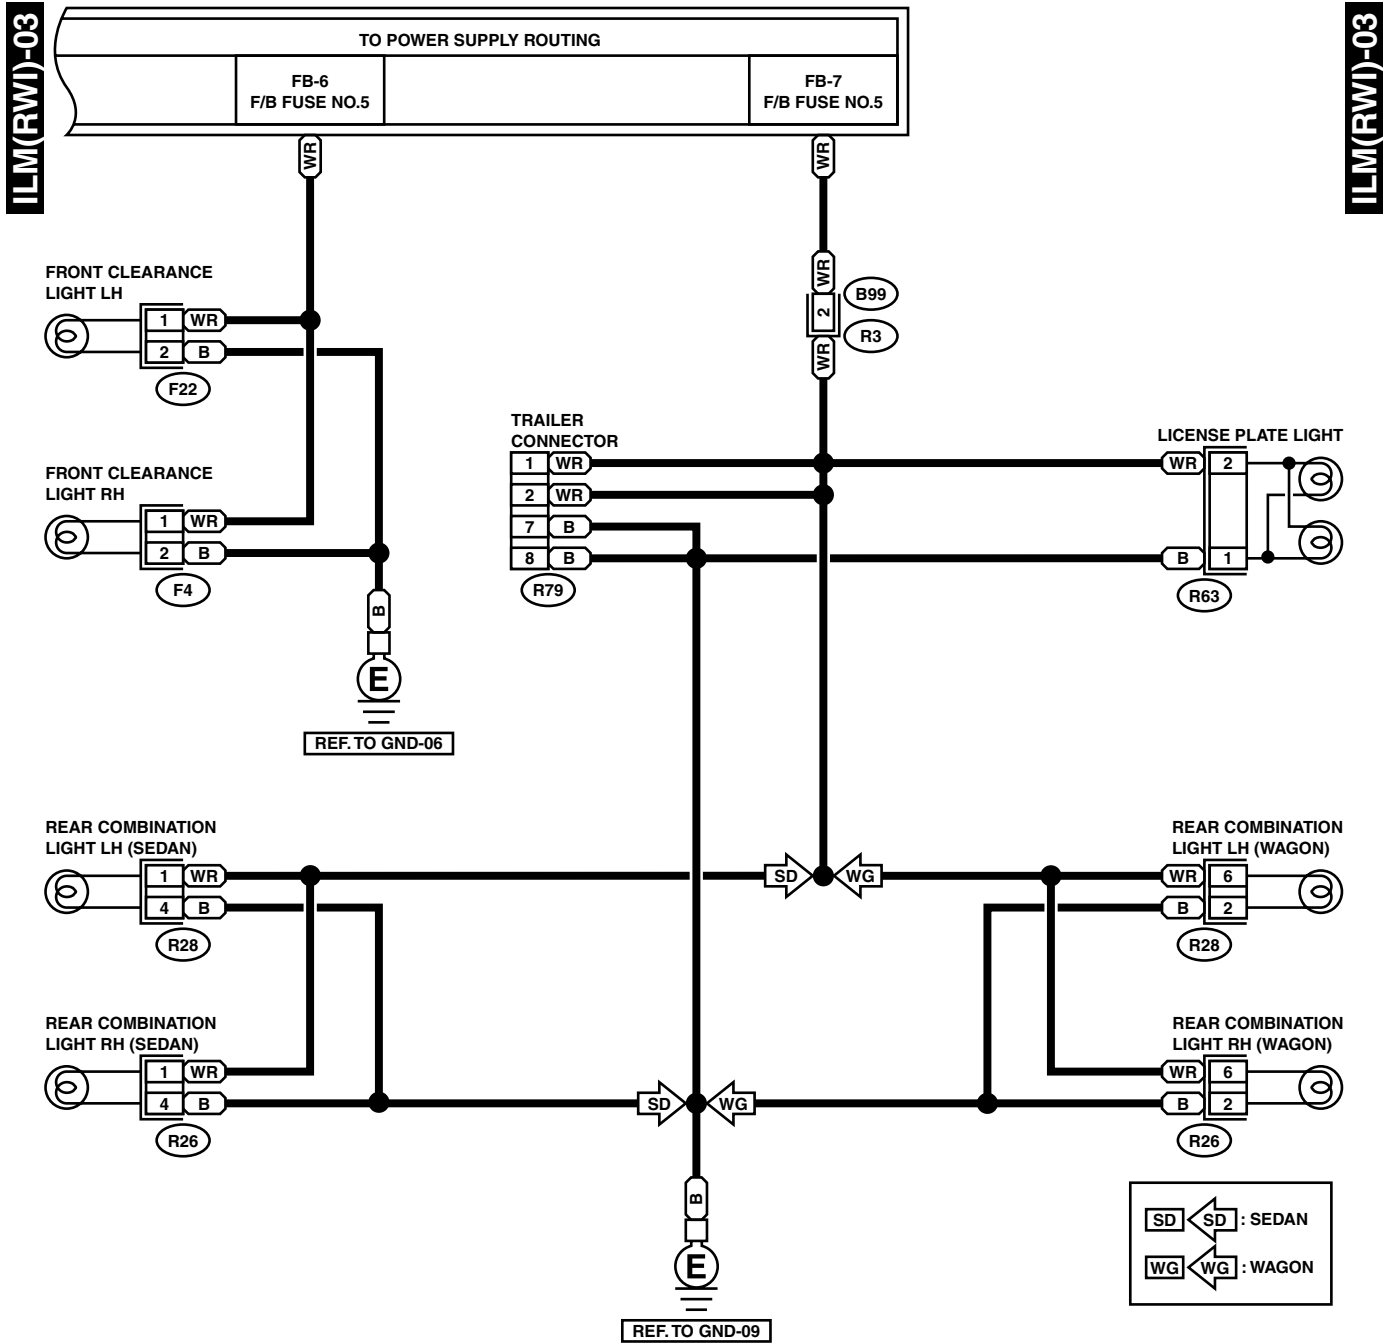 ILM(RWI)-03
ILM(RWI)-03
TO POWER SUPPLY ROUTING
FB-6
F/B FUSE NO.5
FB-7
F/B FUSE NO.5
WR
WR
FRONT CLEARANCE
LIGHT LH
1 WR
2 B
F22
WR
B99
2
R3
WR
FRONT CLEARANCE
LIGHT RH
1 WR
2 B
F4
B
E
REF. TO GND-06
TRAILER
CONNECTOR
1 WR
2 WR
7 B
8 B
R79
LICENSE PLATE LIGHT
WR 2
B 1
R63
REAR COMBINATION
LIGHT LH (SEDAN)
1 WR
4 B
R28
SD WG
REAR COMBINATION
LIGHT LH (WAGON)
WR 6
B 2
R28
REAR COMBINATION
LIGHT RH (SEDAN)
1 WR
4 B
R26
SD WG
REAR COMBINATION
LIGHT RH (WAGON)
WR 6
B 2
R26
B
E
REF. TO GND-09
SD SD : SEDAN
WG WG : WAGON